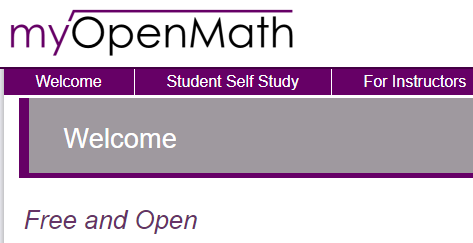 myOpenMath
Welcome Student Self Study For Instructors
Welcome
Free and Open